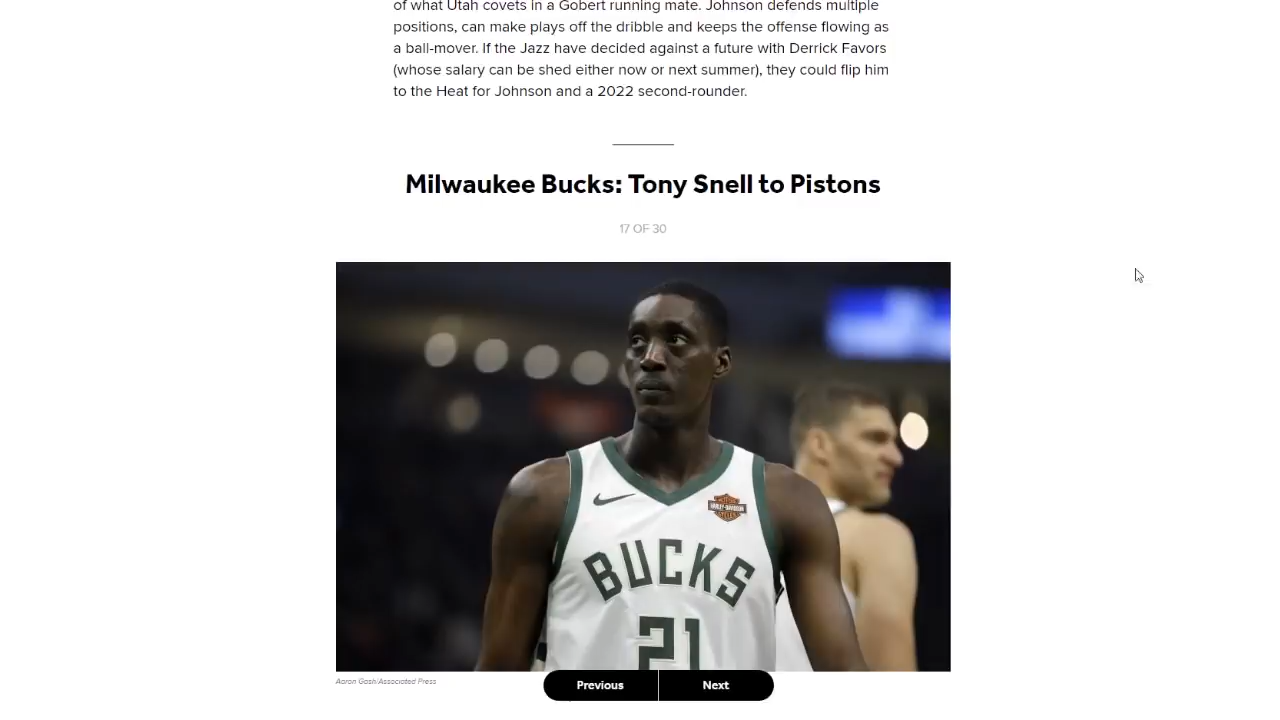 of what Utah covets in a Gobert running mate. Johnson defends multiple
positions, can make plays off the dribble and keeps the offense flowing as
a ball-mover. If the Jazz have decided against a future with Derrick Favors
(whose salary can be shed either now or next summer), they could flip him
to the Heat for Johnson and a 2022 second-rounder.
Milwaukee Bucks: Tony Snell to Pistons
17 OF 30
MOTOR
HARLEY-DAVIDSON
CYCLES
BUCKS
21
Aaron Gash/Associated Press
Previous
Next